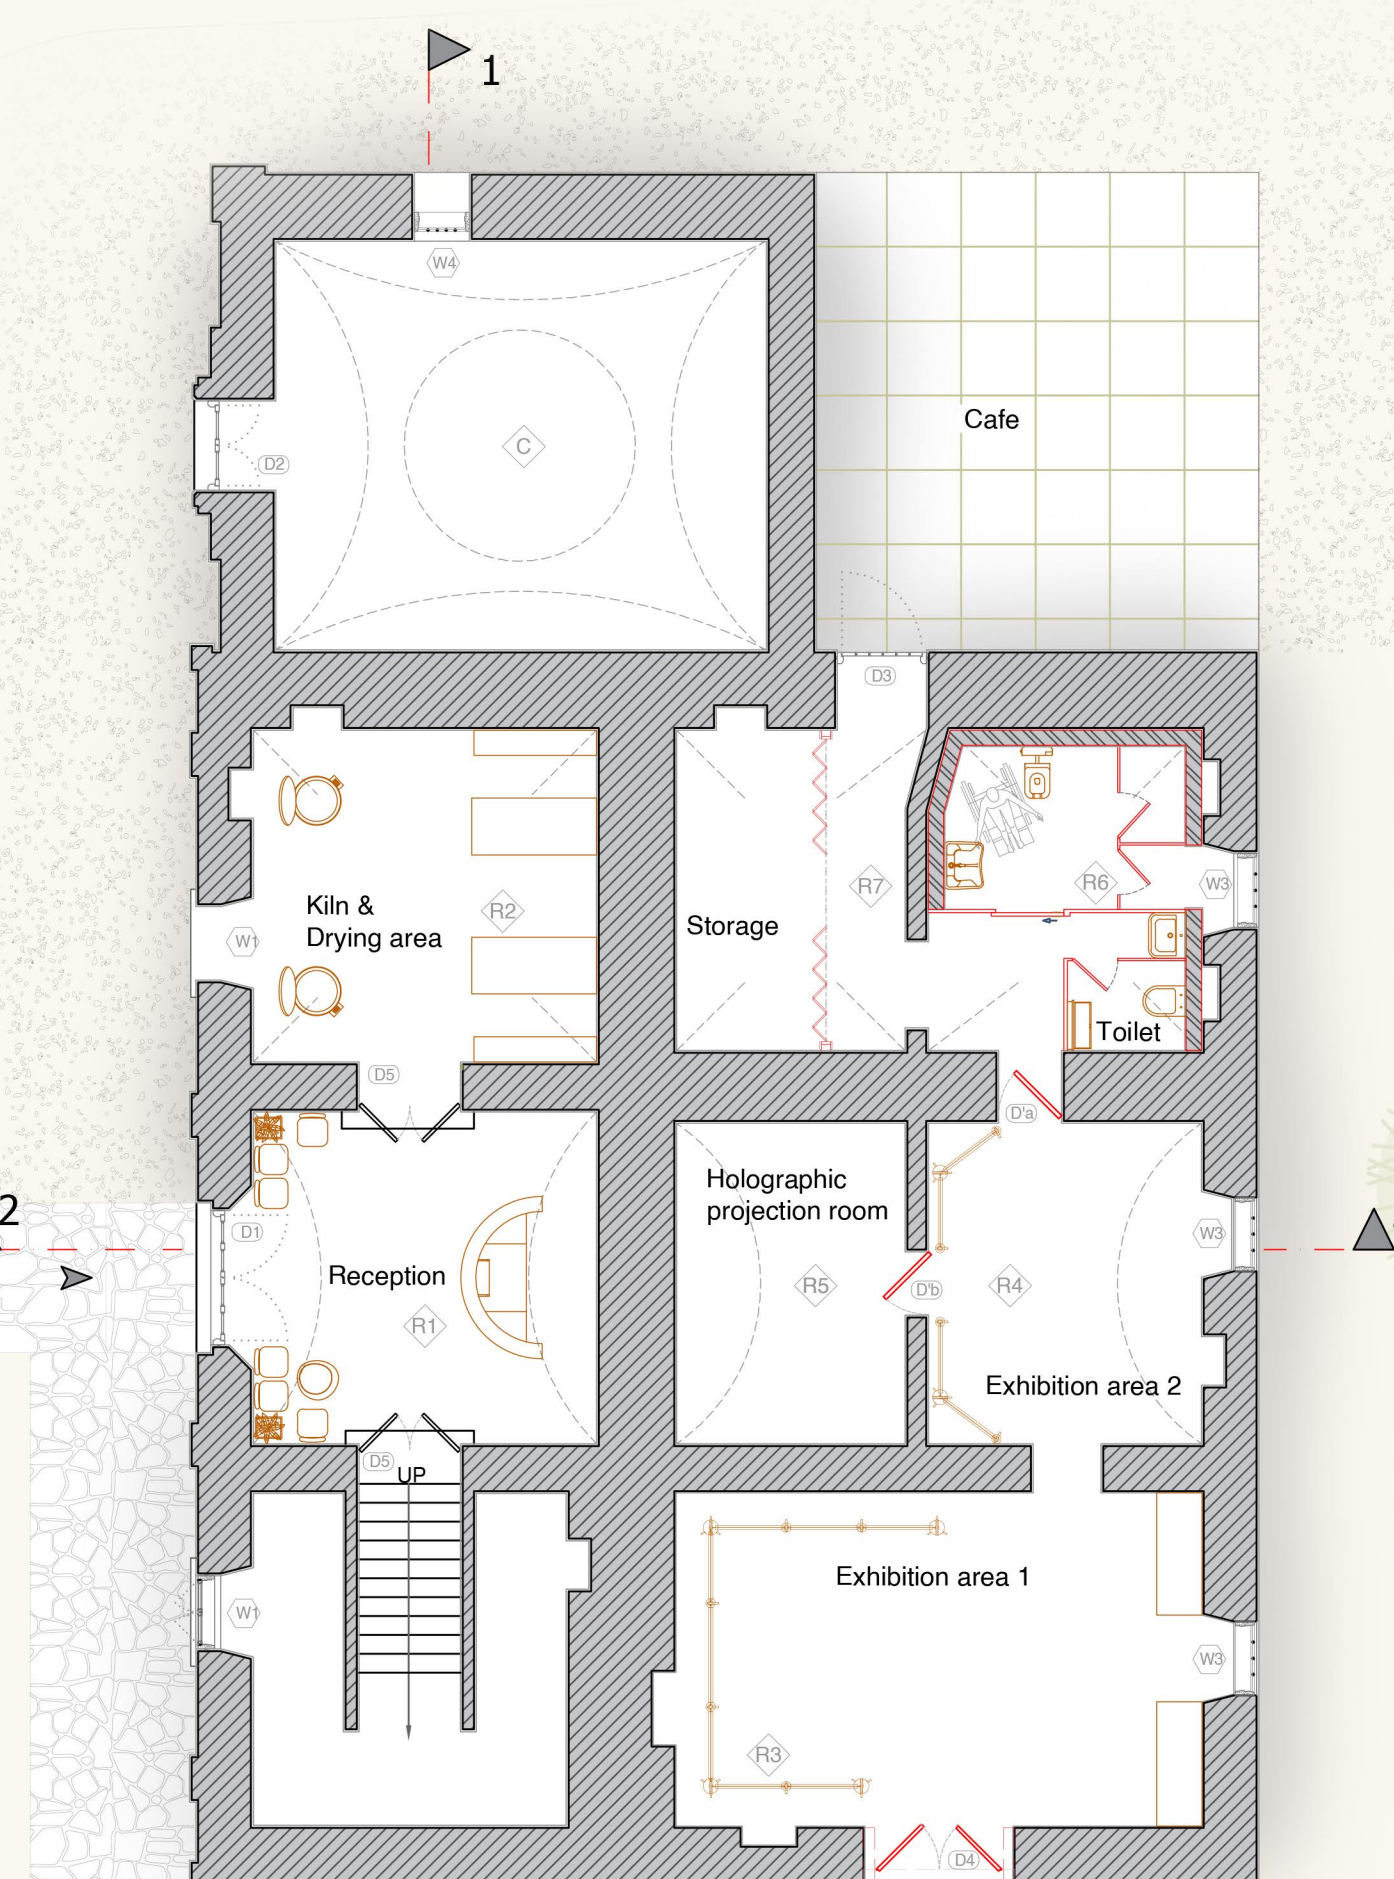 1
W4
Cafe
C
D2
D3
R7
R6
W3
Kiln &
Drying area
R2
Storage
W1
Toilet
D5
D'a
Holographic
projection room
2
D1
W3
Reception
R5
D'b
R4
R1
Exhibition area 2
D5
UP
Exhibition area 1
W1
W3
R3
D4